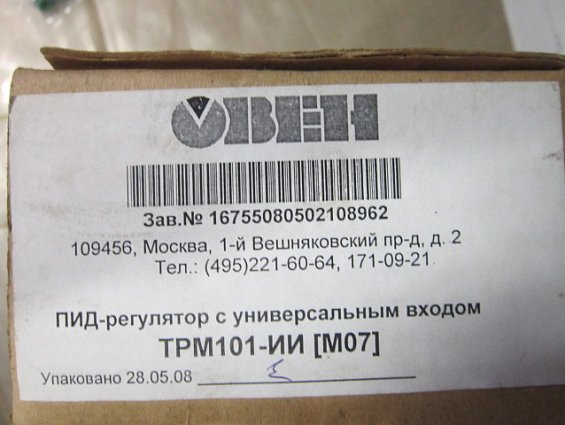 ОВЕН
Зав.№ 16755080502108962
109456, Москва, 1-й Вешняковский пр-д, д. 2
Тел.: (495)221-60-64, 171-09-21
ПИД-регулятор с универсальным входом
ТРМ101-ИИ [М07]
Упаковано 28.05.08